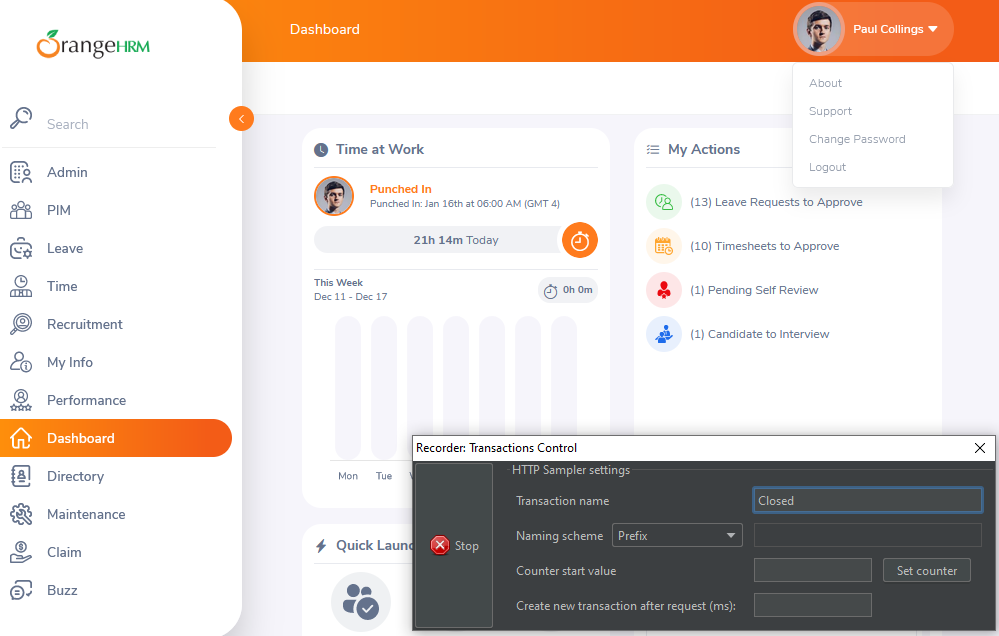 OrangeHRM
Dashboard
Paul Collings
About
Support
Change Password
Logout
Search
Admin
PIM
Leave
Time
Recruitment
My Info
Performance
Dashboard
Directory
Maintenance
Claim
Buzz
Time at Work
Punched In
Punched In: Jan 16th at 06:00 AM (GMT 4)
21h 14m Today
This Week
Dec 11 - Dec 17
0h 0m
Mon Tue
My Actions
(13) Leave Requests to Approve
(10) Timesheets to Approve
(1) Pending Self Review
(1) Candidate to Interview
Quick
Recorder: Transactions Control
HTTP Sampler settings
Transaction name Closed
Naming scheme Prefix
Counter start value Set counter
Create new transaction after request (ms):
Stop